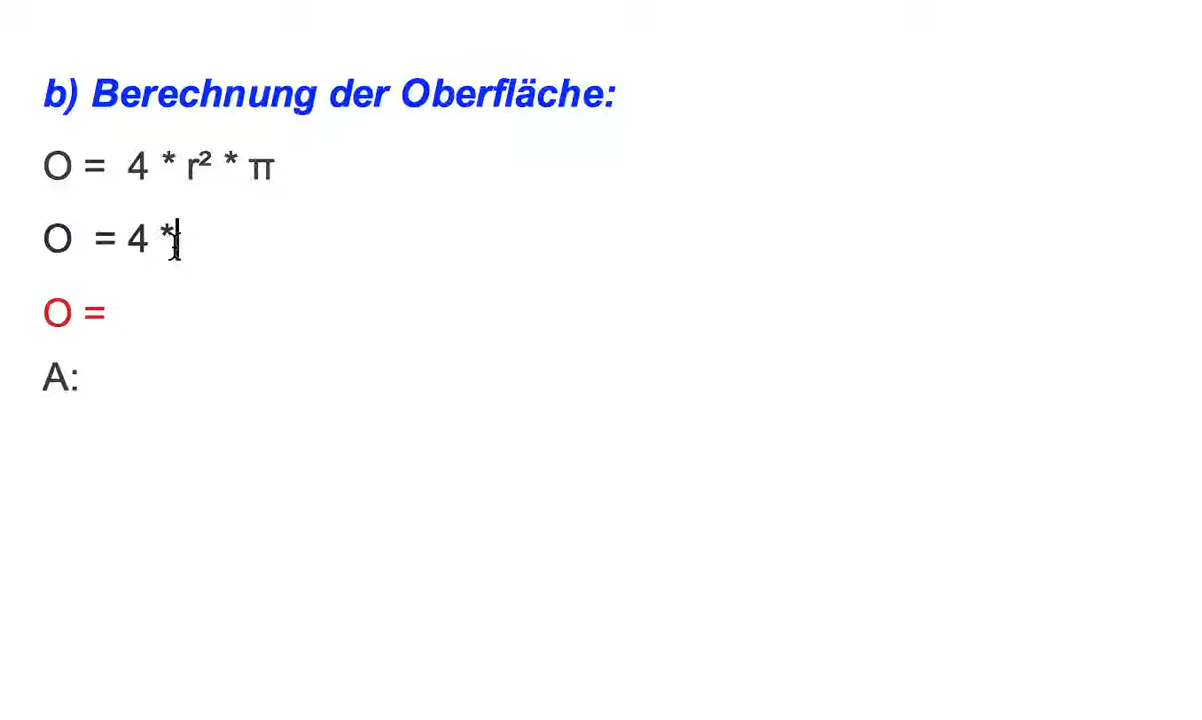 b) Berechnung der Oberfläche:
O = 4 * r² * π
O = 4 *
O =
A: